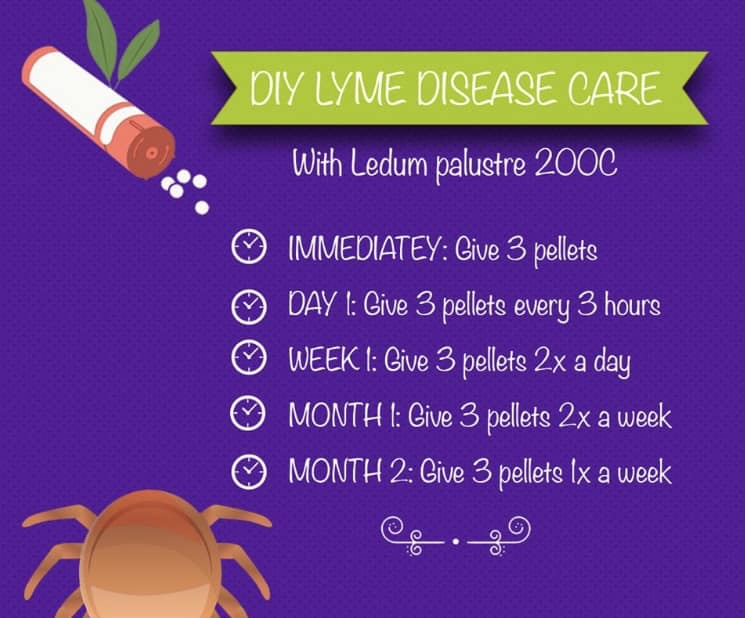 DIY LYME DISEASE CARE
With Ledum palustre 200C
IMMEDIATEY: Give 3 pellets
DAY 1: Give 3 pellets every 3 hours
WEEK 1: Give 3 pellets 2x a day
MONTH 1: Give 3 pellets 2x a week
MONTH 2: Give 3 pellets 1x a week